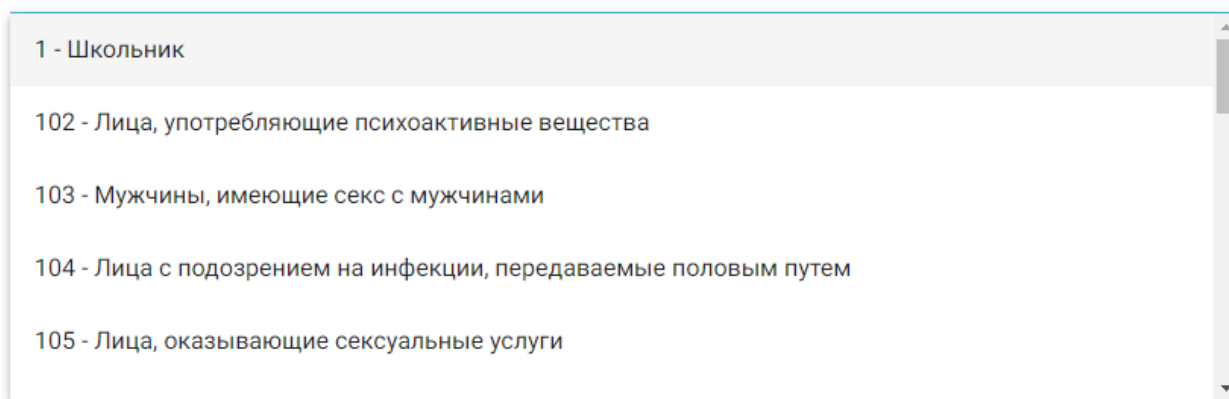 1 - Школьник
102 - Лица, употребляющие психоактивные вещества
103 - Мужчины, имеющие секс с мужчинами
104 - Лица с подозрением на инфекции, передаваемые половым путем
105 - Лица, оказывающие сексуальные услуги